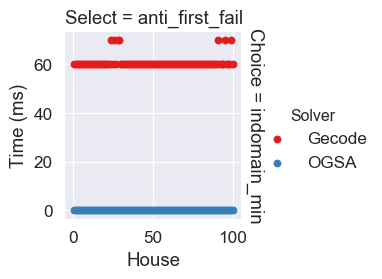 Select = anti_first_fail
Choice = indomain_min
Time (ms)
60
40
20
0
0
50
100
House
Solver
Gecode
OGSA